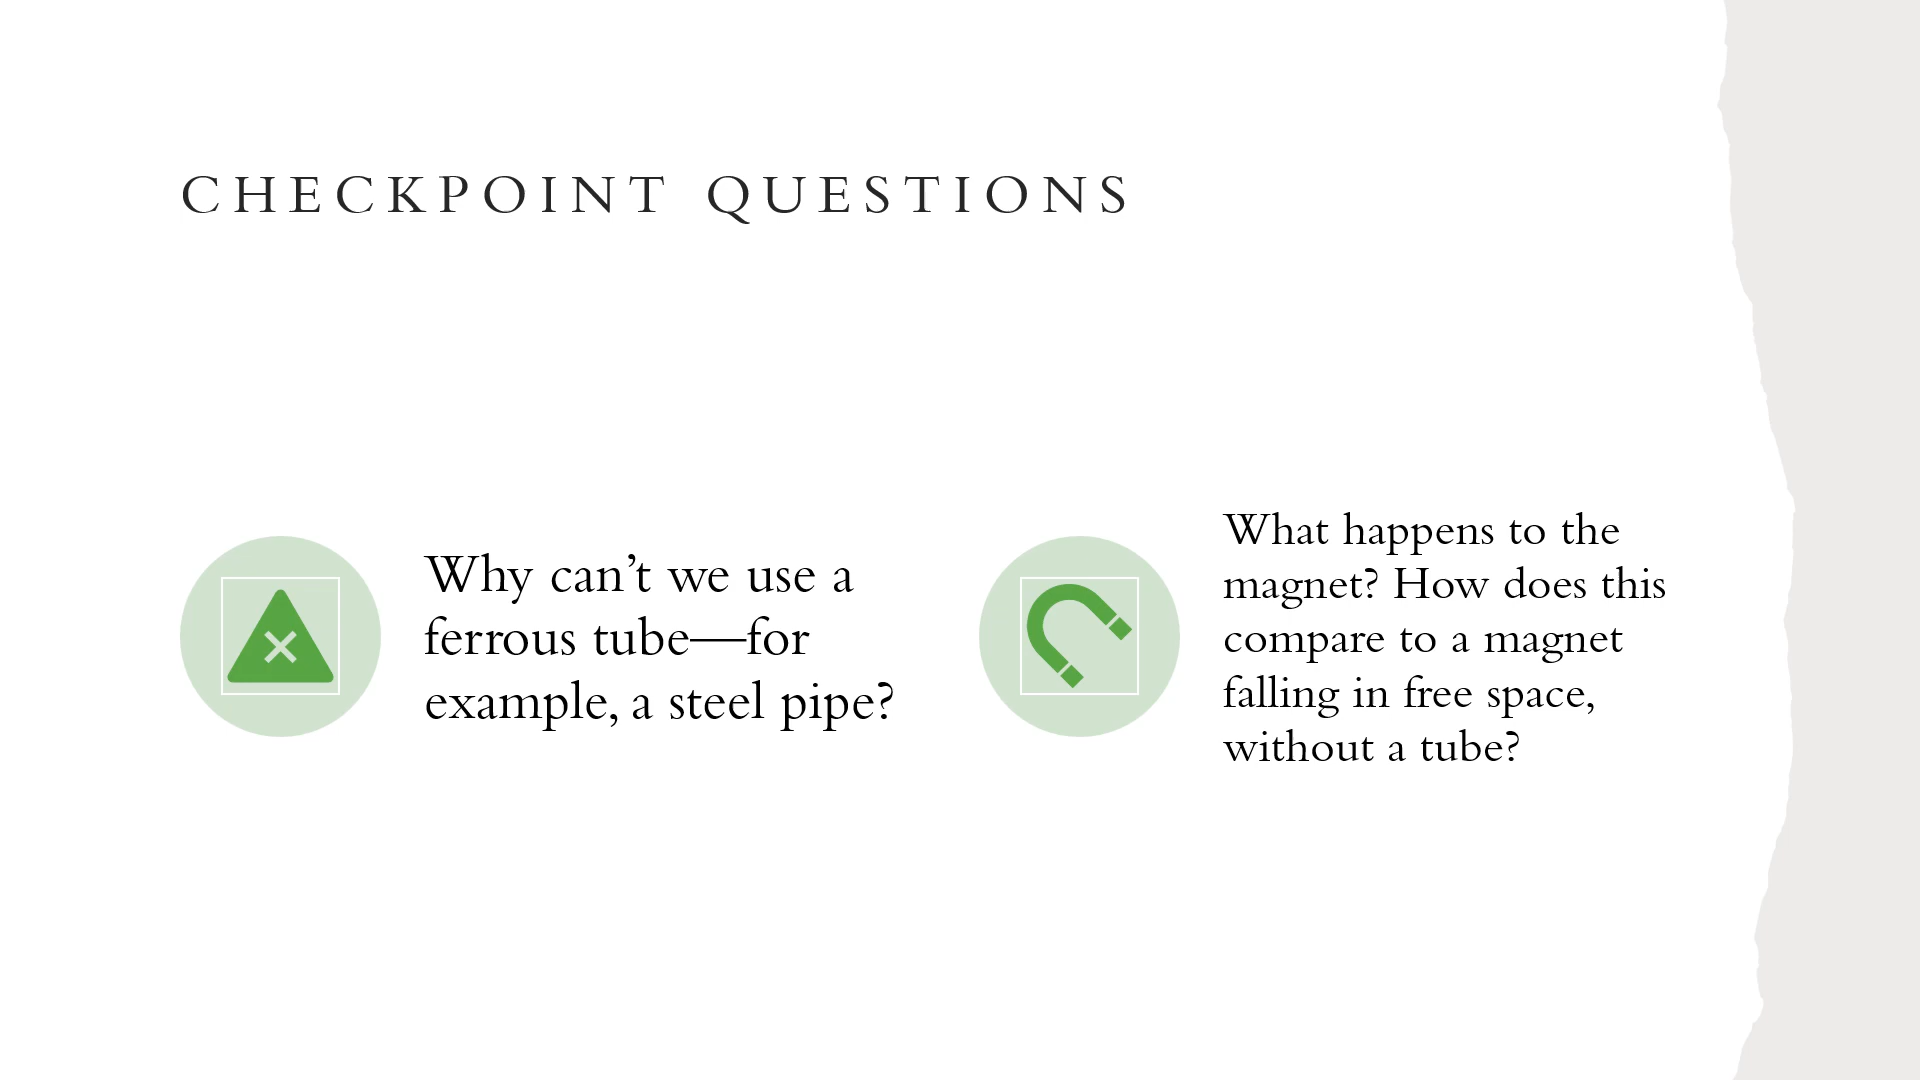 CHECKPOINT QUESTIONS
Why can’t we use a
ferrous tube—for
example, a steel pipe?
What happens to the
magnet? How does this
compare to a magnet
falling in free space,
without a tube?